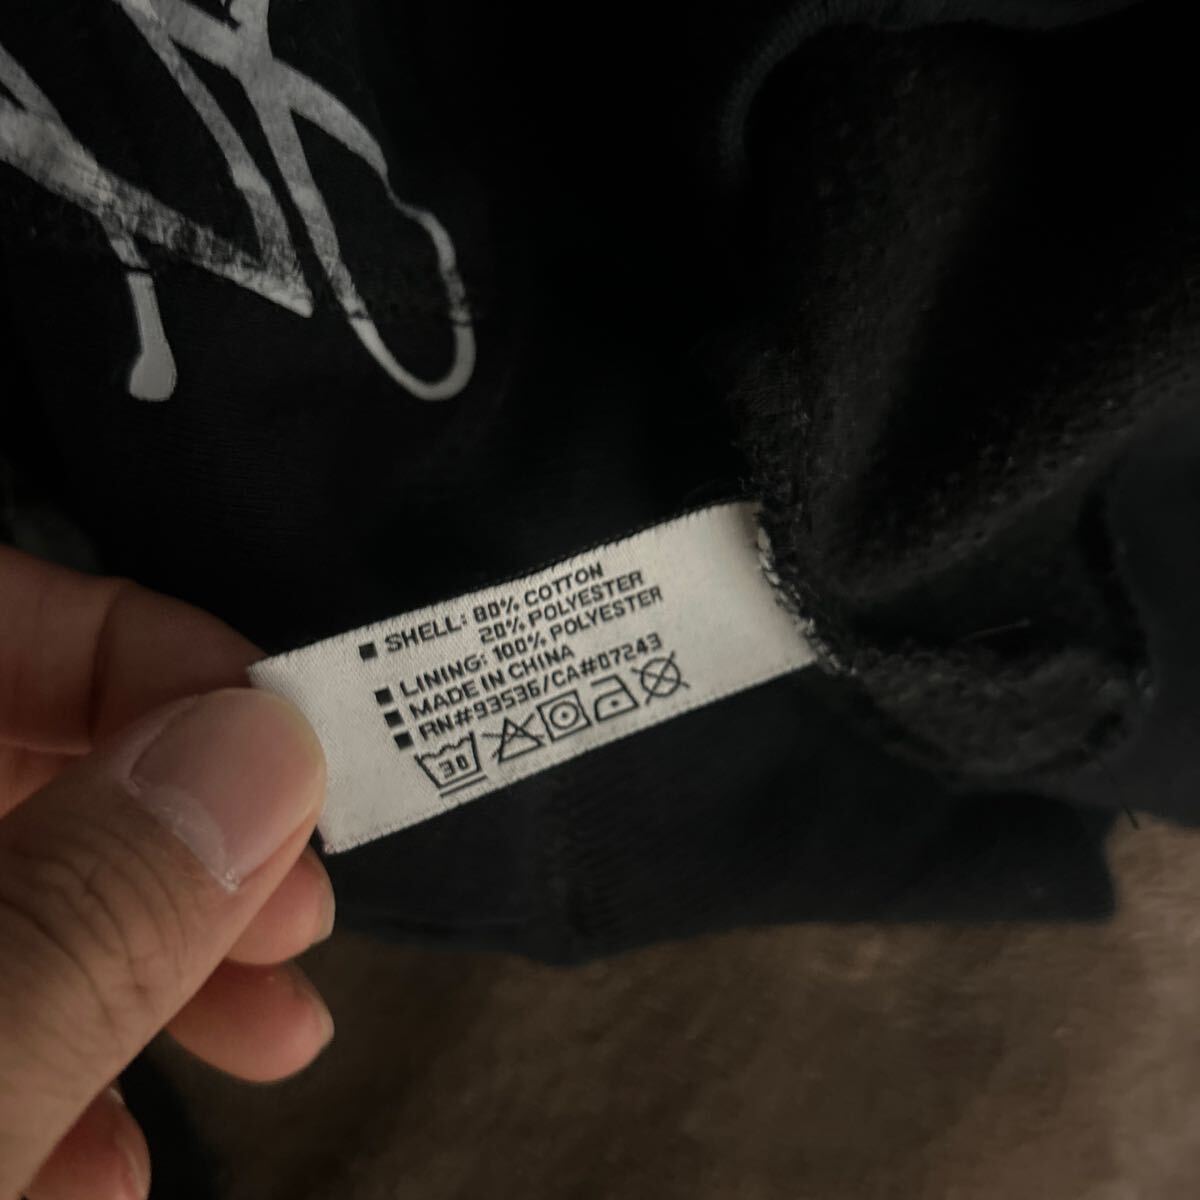 SHELL: 80% COTTON
20% POLYESTER
LINING: 100% POLYESTER
MADE IN CHINA
RN#93536/CA#07243
30